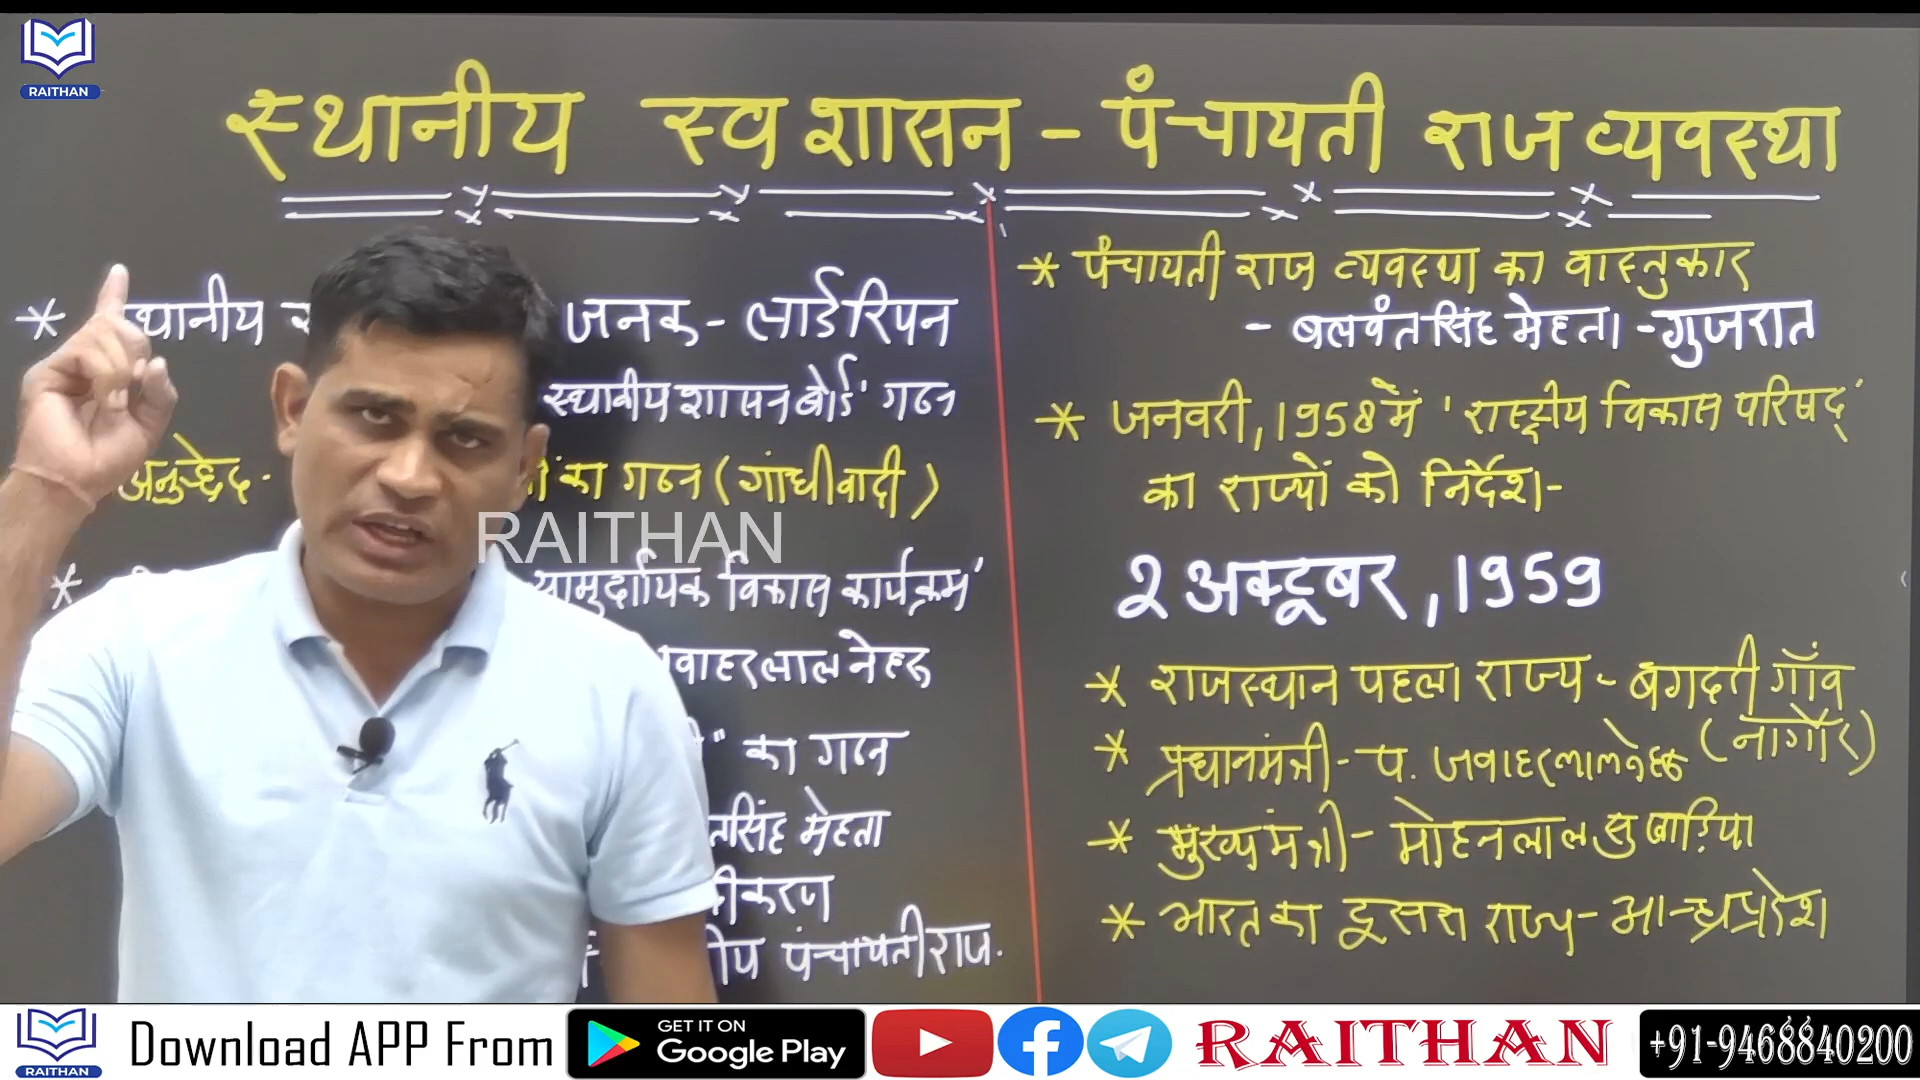 RAITHAN
स्थानीय स्व शासन - पंचायती राज व्यवस्था
* स्थानीय जनक - लार्ड रिपन
स्थानीय शासन बोर्ड' गठन
अनुच्छेद - का गठन (गांधीवादी)
RAITHAN
* सामुदायिक विकास कार्यक्रम'
जवाहरलाल नेहरू
" का गठन
तसिंह मेहता
दीकरण
ीय पंचायती राज.
* पंचायती राज व्यवस्था का वास्तुकार
- बलवंत सिंह मेहता - गुजरात
* जनवरी, 1958 में 'राष्ट्रीय विकास परिषद्'
का राज्यों को निर्देश -
2 अक्टूबर, 1959
* राजस्थान पहला राज्य - बगदरी गाँव
(नागौर)
* प्रधानमंत्री - प. जवाहरलाल नेहरू
* मुख्यमंत्री - मोहनलाल सुखाड़िया
* भारत का दूसरा राज्य - आन्ध्रप्रदेश
RAITHAN
Download APP From
GET IT ON
Google Play
RAITHAN
+91-9468840200